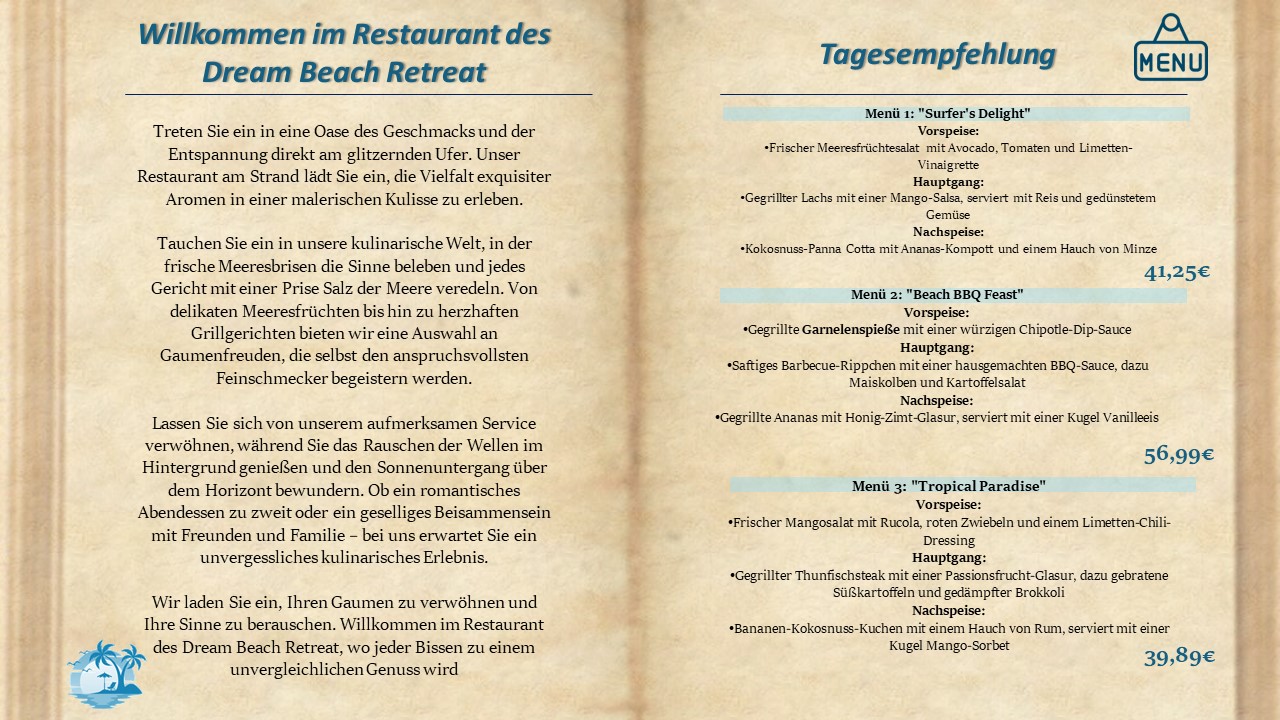 Willkommen im Restaurant des
Dream Beach Retreat
Treten Sie ein in eine Oase des Geschmacks und der
Entspannung direkt am glitzernden Ufer. Unser
Restaurant am Strand lädt Sie ein, die Vielfalt exquisiter
Aromen in einer malerischen Kulisse zu erleben.
Tauchen Sie ein in unsere kulinarische Welt, in der
frische Meeresbrisen die Sinne beleben und jedes
Gericht mit einer Prise Salz der Meere veredeln. Von
delikaten Meeresfrüchten bis hin zu herzhaften
Grillgerichten bieten wir eine Auswahl an
Gaumenfreuden, die selbst den anspruchsvollsten
Feinschmecker begeistern werden.
Lassen Sie sich von unserem aufmerksamen Service
verwöhnen, während Sie das Rauschen der Wellen im
Hintergrund genießen und den Sonnenuntergang über
dem Horizont bewundern. Ob ein romantisches
Abendessen zu zweit oder ein geselliges Beisammensein
mit Freunden und Familie – bei uns erwartet Sie ein
unvergessliches kulinarisches Erlebnis.
Wir laden Sie ein, Ihren Gaumen zu verwöhnen und
Ihre Sinne zu berauschen. Willkommen im Restaurant
des Dream Beach Retreat, wo jeder Bissen zu einem
unvergleichlichen Genuss wird
Tagesempfehlung
MENU
Menü 1: "Surfer's Delight"
Vorspeise:
•Frischer Meeresfrüchtesalat mit Avocado, Tomaten und Limetten-
Vinaigrette
Hauptgang:
•Gegrillter Lachs mit einer Mango-Salsa, serviert mit Reis und gedünstetem
Gemüse
Nachspeise:
•Kokosnuss-Panna Cotta mit Ananas-Kompott und einem Hauch von Minze
41,25€
Menü 2: "Beach BBQ Feast"
Vorspeise:
•Gegrillte Garnelenspieße mit einer würzigen Chipotle-Dip-Sauce
Hauptgang:
•Saftiges Barbecue-Rippchen mit einer hausgemachten BBQ-Sauce, dazu
Maiskolben und Kartoffelsalat
Nachspeise:
•Gegrillte Ananas mit Honig-Zimt-Glasur, serviert mit einer Kugel Vanilleeis
56,99€
Menü 3: "Tropical Paradise"
Vorspeise:
•Frischer Mangosalat mit Rucola, roten Zwiebeln und einem Limetten-Chili-
Dressing
Hauptgang:
•Gegrillter Thunfischsteak mit einer Passionsfrucht-Glasur, dazu gebratene
Süßkartoffeln und gedämpfter Brokkoli
Nachspeise:
•Bananen-Kokosnuss-Kuchen mit einem Hauch von Rum, serviert mit einer
Kugel Mango-Sorbet
39,89€